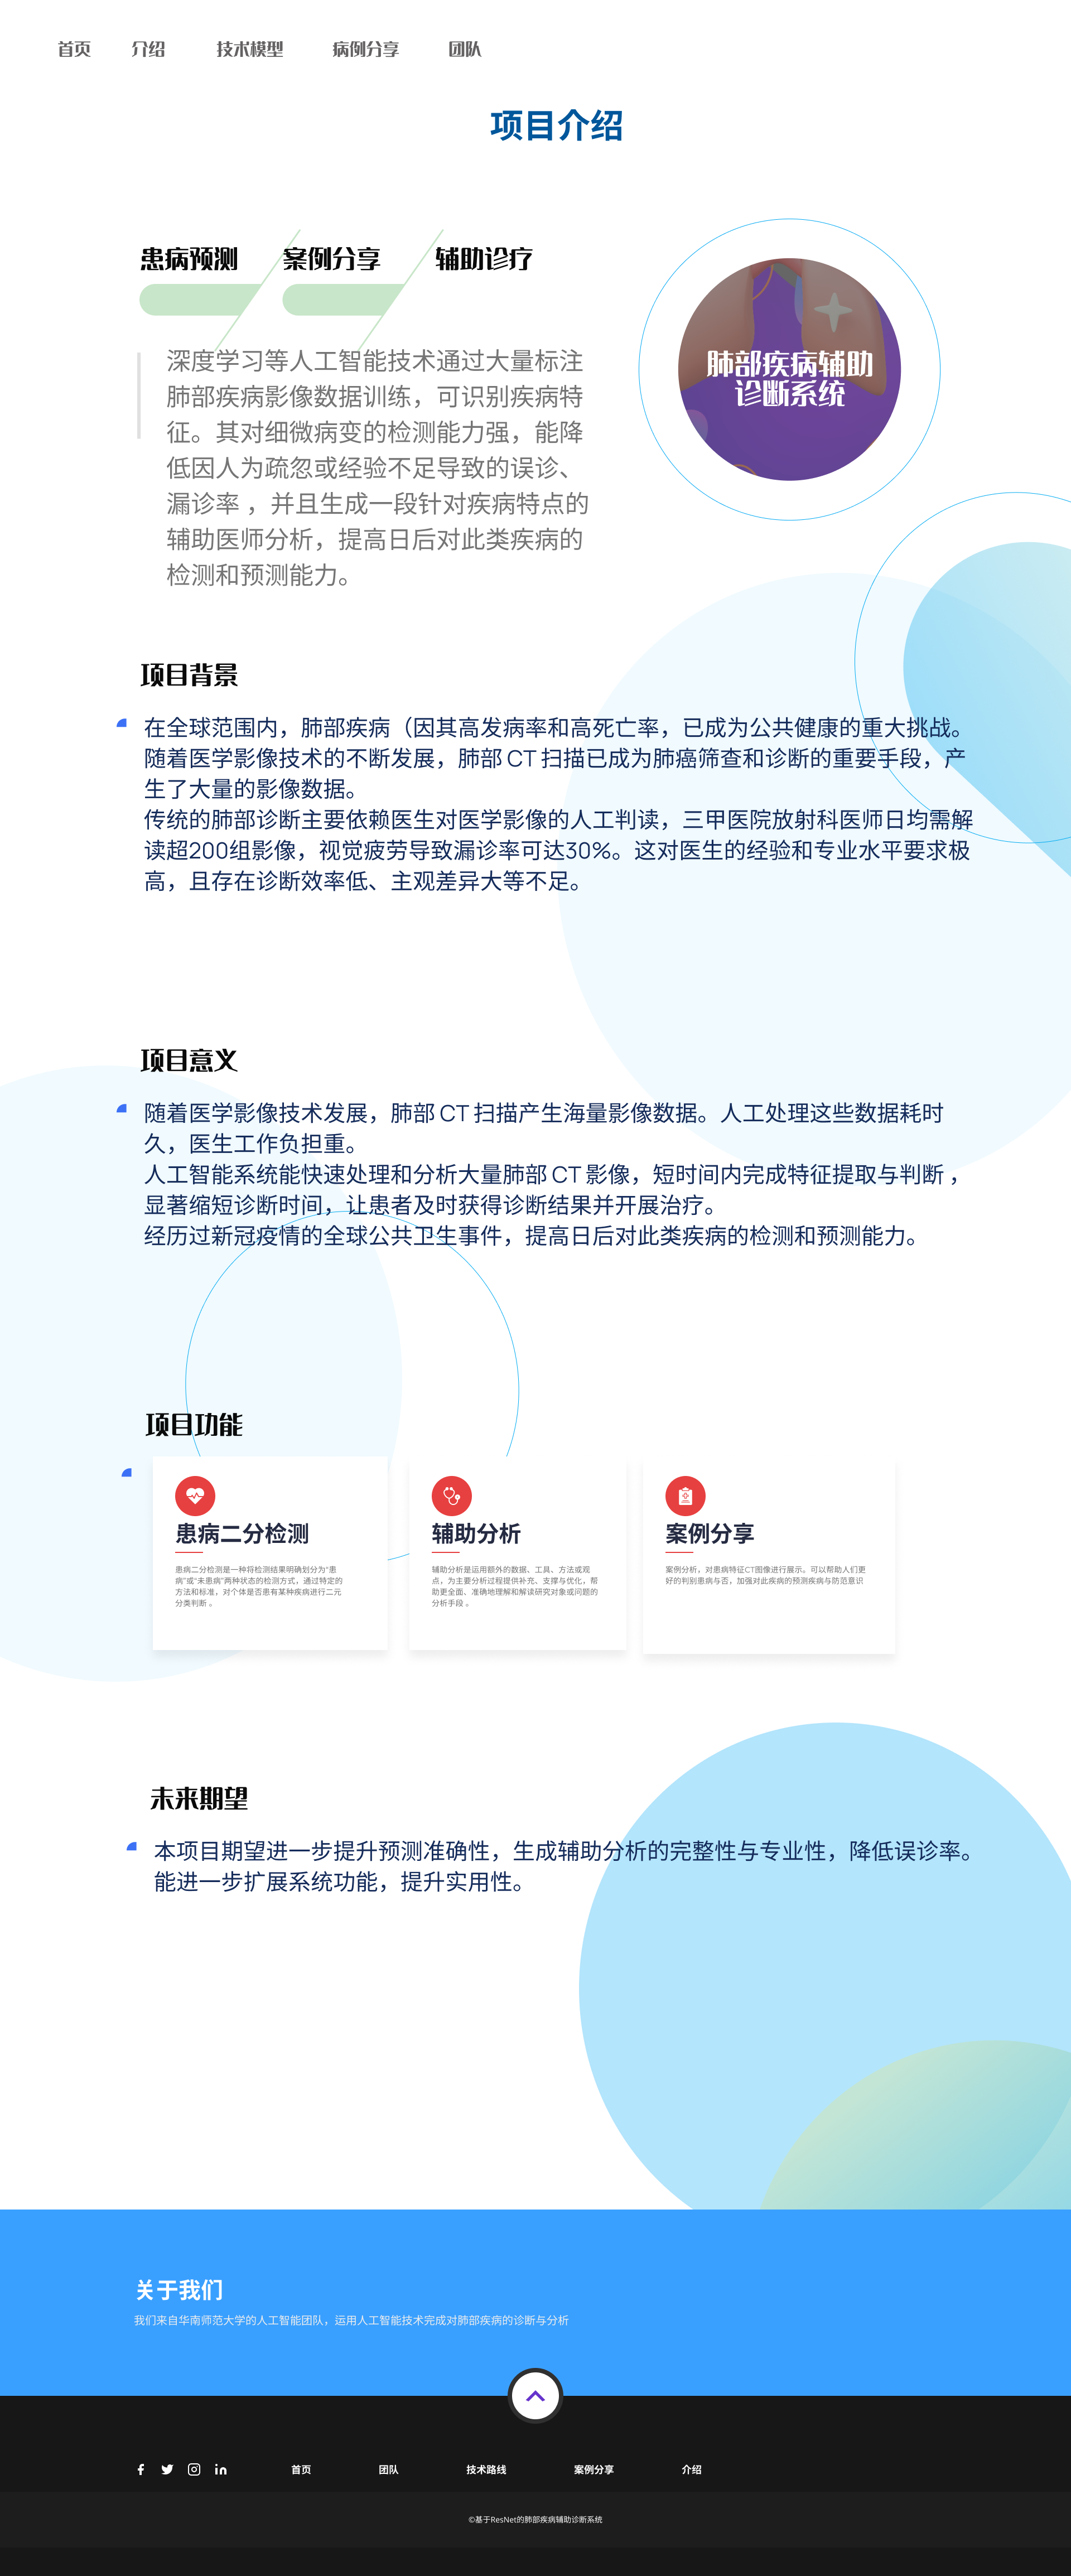 首页 介绍 技术模型 病例分享 团队
项目介绍
患病预测 案例分享 辅助诊疗
深度学习等人工智能技术通过大量标注
肺部疾病影像数据训练，可识别疾病特
征。其对细微病变的检测能力强，能降
低因人为疏忽或经验不足导致的误诊、
漏诊率 ，并且生成一段针对疾病特点的
辅助医师分析，提高日后对此类疾病的
检测和预测能力。
肺部疾病辅助
诊断系统
项目背景
在全球范围内，肺部疾病（因其高发病率和高死亡率，已成为公共健康的重大挑战。
随着医学影像技术的不断发展，肺部 CT 扫描已成为肺癌筛查和诊断的重要手段，产
生了大量的影像数据。
传统的肺部诊断主要依赖医生对医学影像的人工判读，三甲医院放射科医师日均需解
读超200组影像，视觉疲劳导致漏诊率可达30%。这对医生的经验和专业水平要求极
高，且存在诊断效率低、主观差异大等不足。
项目意义
随着医学影像技术发展，肺部 CT 扫描产生海量影像数据。人工处理这些数据耗时
久，医生工作负担重。
人工智能系统能快速处理和分析大量肺部 CT 影像，短时间内完成特征提取与判断 ，
显著缩短诊断时间，让患者及时获得诊断结果并开展治疗。
经历过新冠疫情的全球公共卫生事件，提高日后对此类疾病的检测和预测能力。
项目功能
患病二分检测
患病二分检测是一种将检测结果明确划分为“患
病”或“未患病”两种状态的检测方式，通过特定的
方法和标准，对个体是否患有某种疾病进行二元
分类判断 。
辅助分析
辅助分析是运用额外的数据、工具、方法或观
点，为主要分析过程提供补充、支撑与优化，帮
助更全面、准确地理解和解读研究对象或问题的
分析手段 。
案例分享
案例分析，对患病特征CT图像进行展示。可以帮助人们更
好的判别患病与否，加强对此疾病的预测疾病与防范意识
未来期望
本项目期望进一步提升预测准确性，生成辅助分析的完整性与专业性，降低误诊率。
能进一步扩展系统功能，提升实用性。
关于我们
我们来自华南师范大学的人工智能团队，运用人工智能技术完成对肺部疾病的诊断与分析
首页 团队 技术路线 案例分享 介绍
©基于ResNet的肺部疾病辅助诊断系统